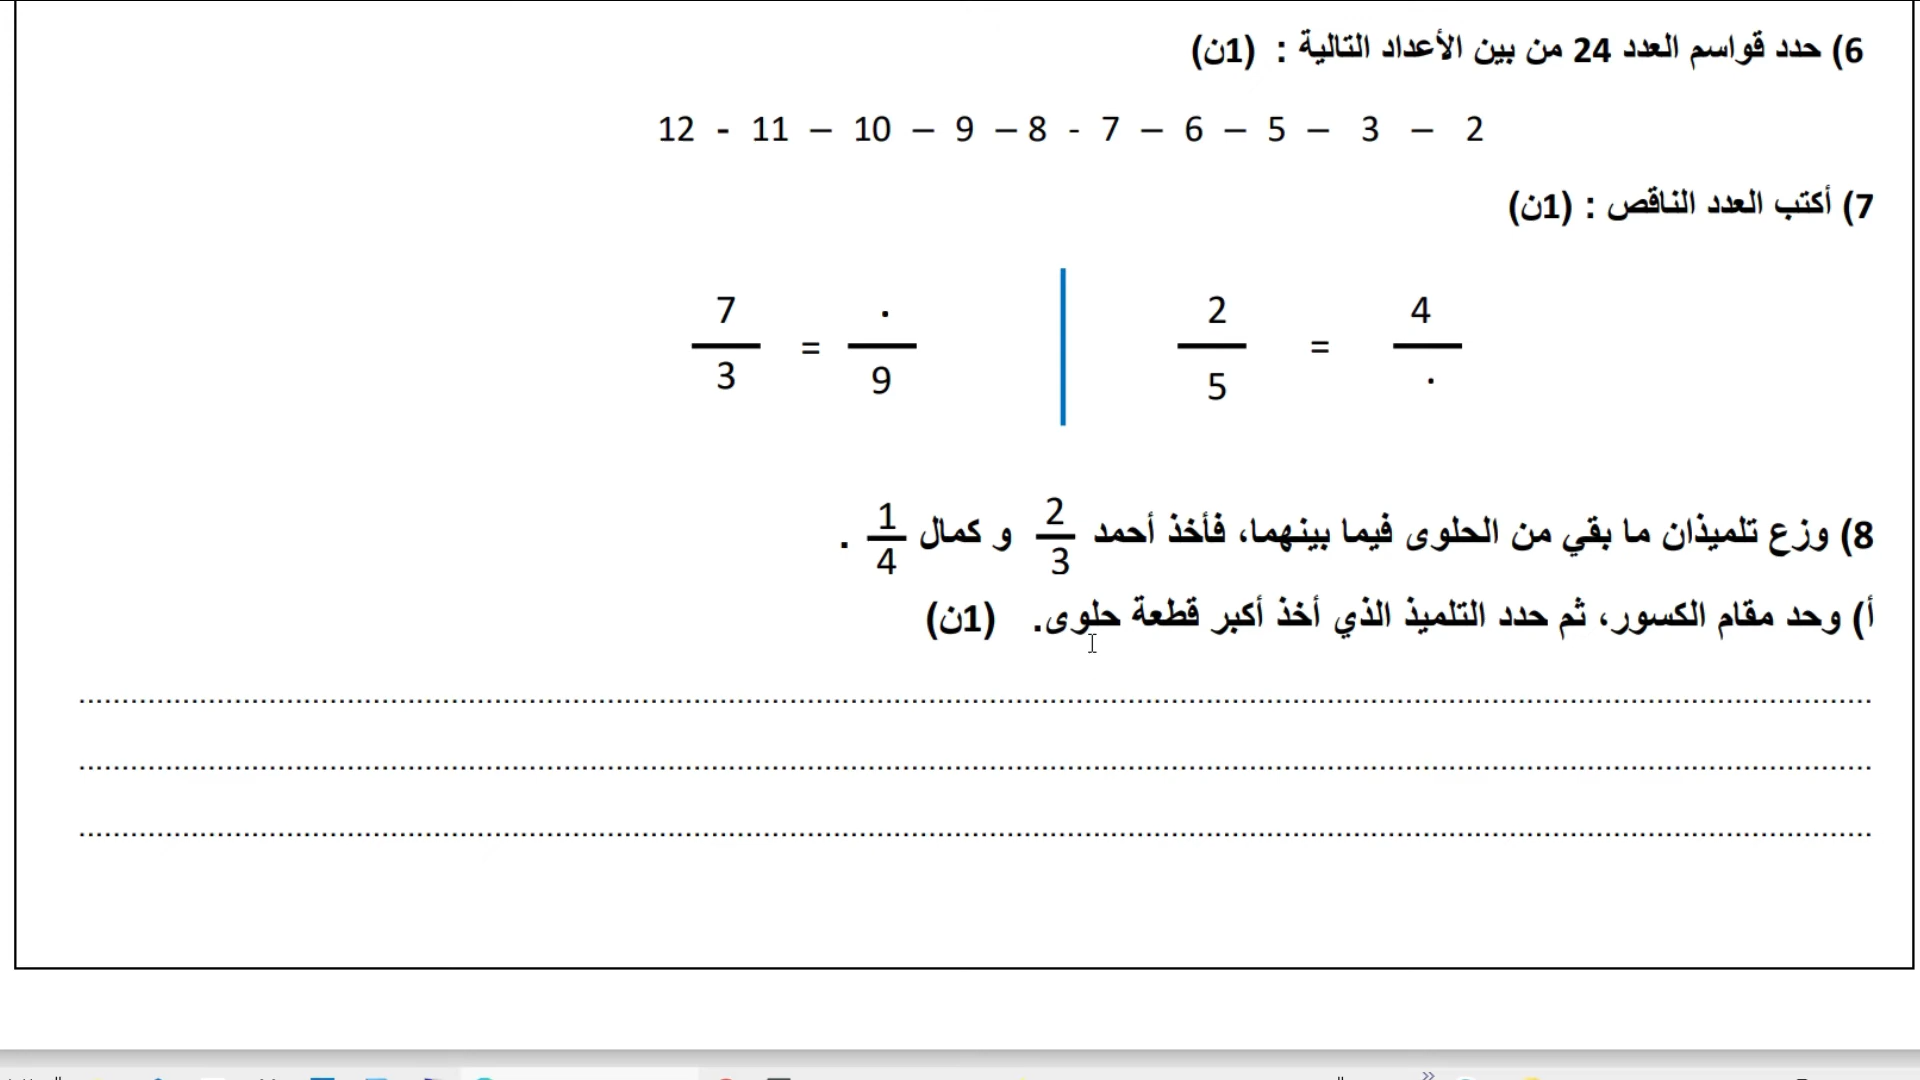 6) حدد قواسم العدد 24 من بين الأعداد التالية : (1ن)
12 - 11 – 10 – 9 – 8 - 7 – 6 – 5 – 3 – 2
7) أكتب العدد الناقص : (1ن)
7/3 = ./9 | 2/5 = 4/.
8) وزع تلميذان ما بقي من الحلوى فيما بينهما، فأخذ أحمد 2/3 و كمال 1/4 .
أ) وحد مقام الكسور، ثم حدد التلميذ الذي أخذ أكبر قطعة حلوى. (1ن)